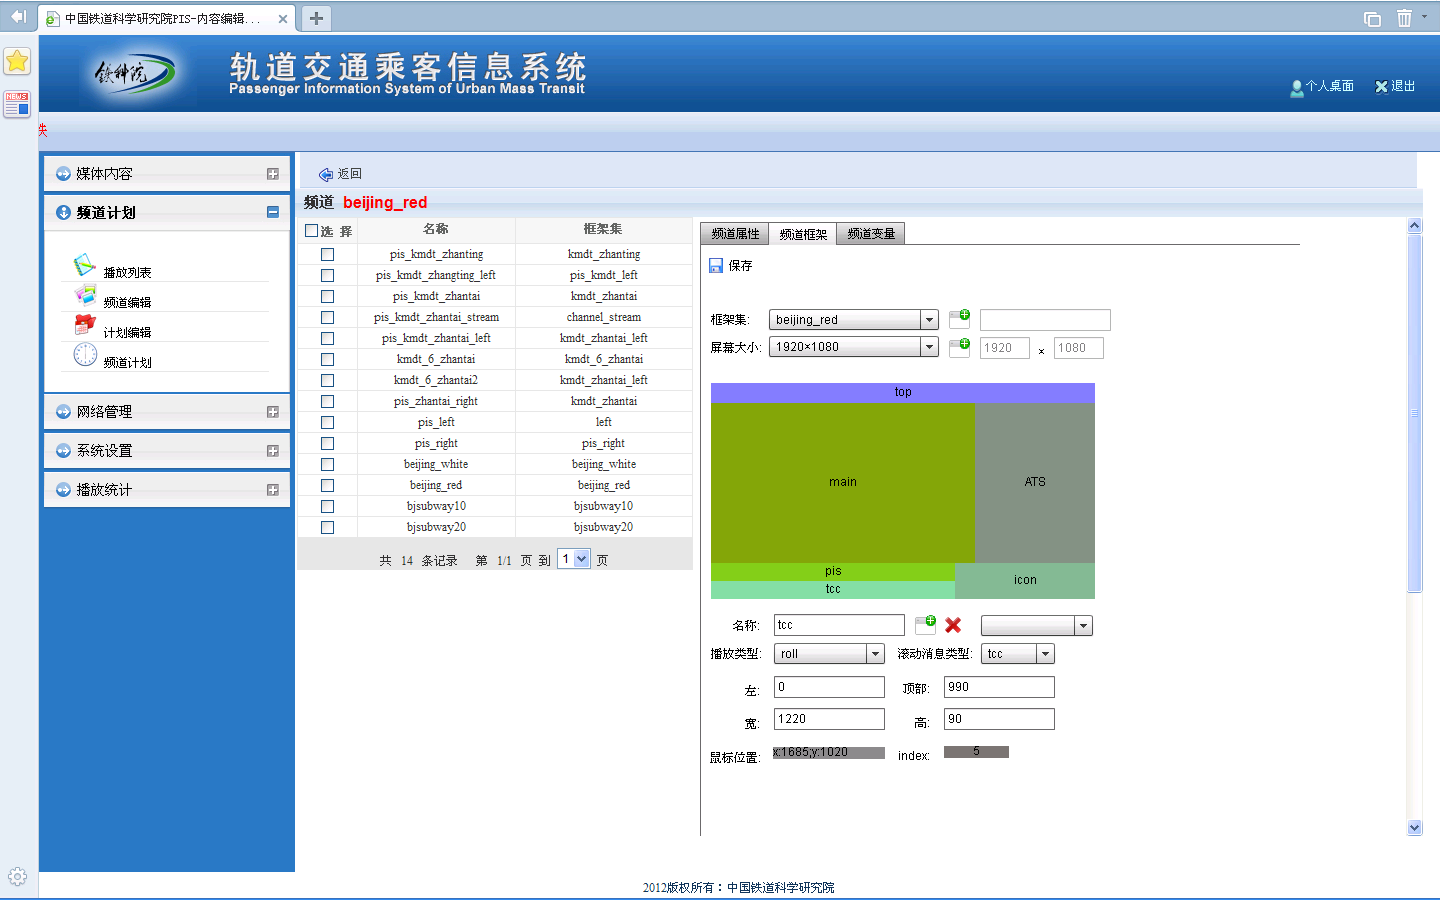 中国铁道科学研究院PIS-内容编辑...
铁科院
轨道交通乘客信息系统
Passenger Information System of Urban Mass Transit
个人桌面 退出
媒体内容
频道计划
播放列表
频道编辑
计划编辑
频道计划
网络管理
系统设置
播放统计
返回
频道 beijing_red
选 择 名称 框架集
pis_kmdt_zhanting kmdt_zhanting
pis_kmdt_zhangting_left pis_kmdt_left
pis_kmdt_zhantai kmdt_zhantai
pis_kmdt_zhantai_stream channel_stream
pis_kmdt_zhantai_left kmdt_zhantai_left
kmdt_6_zhantai kmdt_6_zhantai
kmdt_6_zhantai2 kmdt_zhantai_left
pis_zhantai_right kmdt_zhantai
pis_left left
pis_right pis_right
beijing_white beijing_white
beijing_red beijing_red
bjsubway10 bjsubway10
bjsubway20 bjsubway20
共 14 条记录 第 1/1 页 到 1 页
频道属性 频道框架 频道变量
保存
框架集: beijing_red
屏幕大小: 1920×1080 1920 x 1080
top
main ATS
pis
icon
tcc
名称: tcc
播放类型: roll 滚动消息类型: tcc
左: 0 顶部: 990
宽: 1220 高: 90
鼠标位置: x:1685;y:1020 index: 5
2012版权所有：中国铁道科学研究院